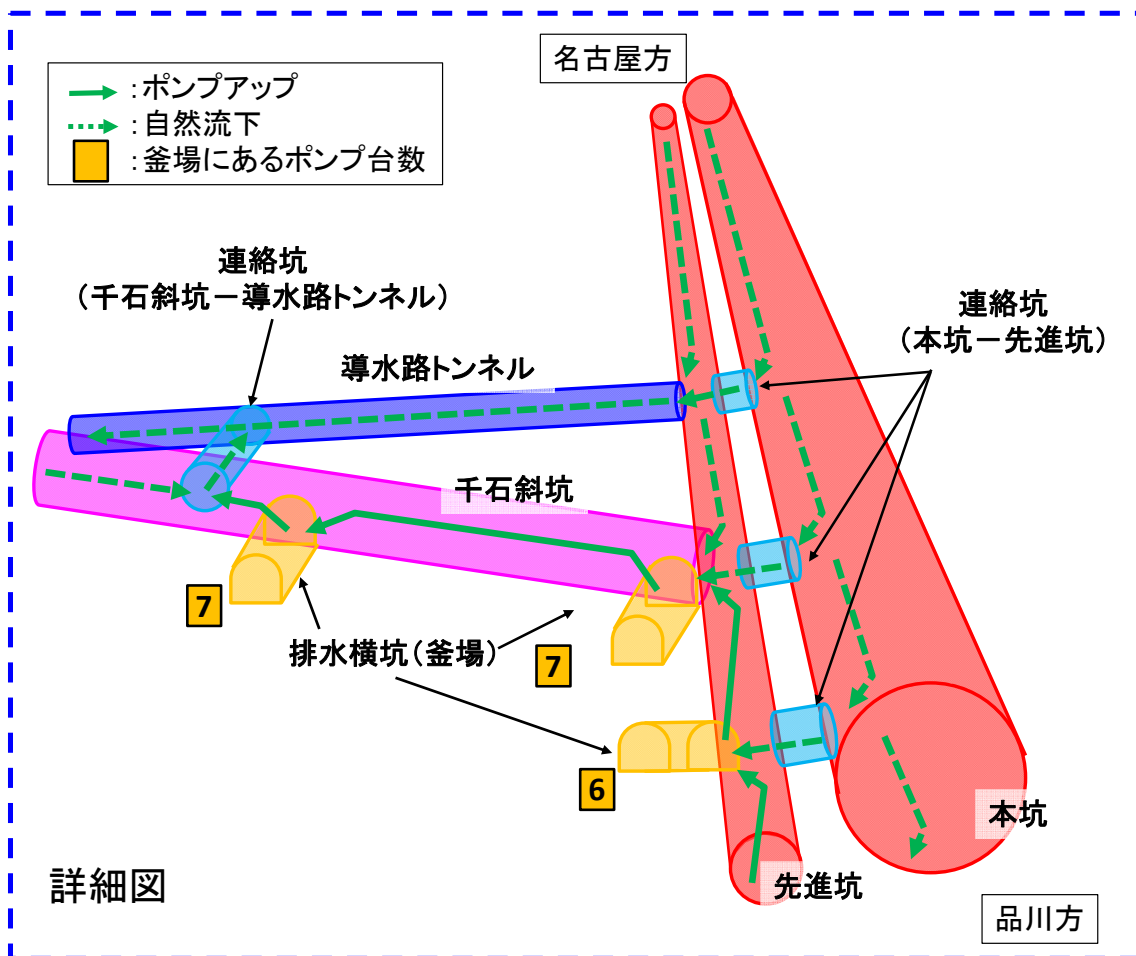 名古屋方
：ポンプアップ
：自然流下
：釜場にあるポンプ台数
連絡坑
（千石斜坑－導水路トンネル）
連絡坑
（本坑－先進坑）
導水路トンネル
千石斜坑
7
排水横坑（釜場）
7
6
本坑
先進坑
詳細図
品川方